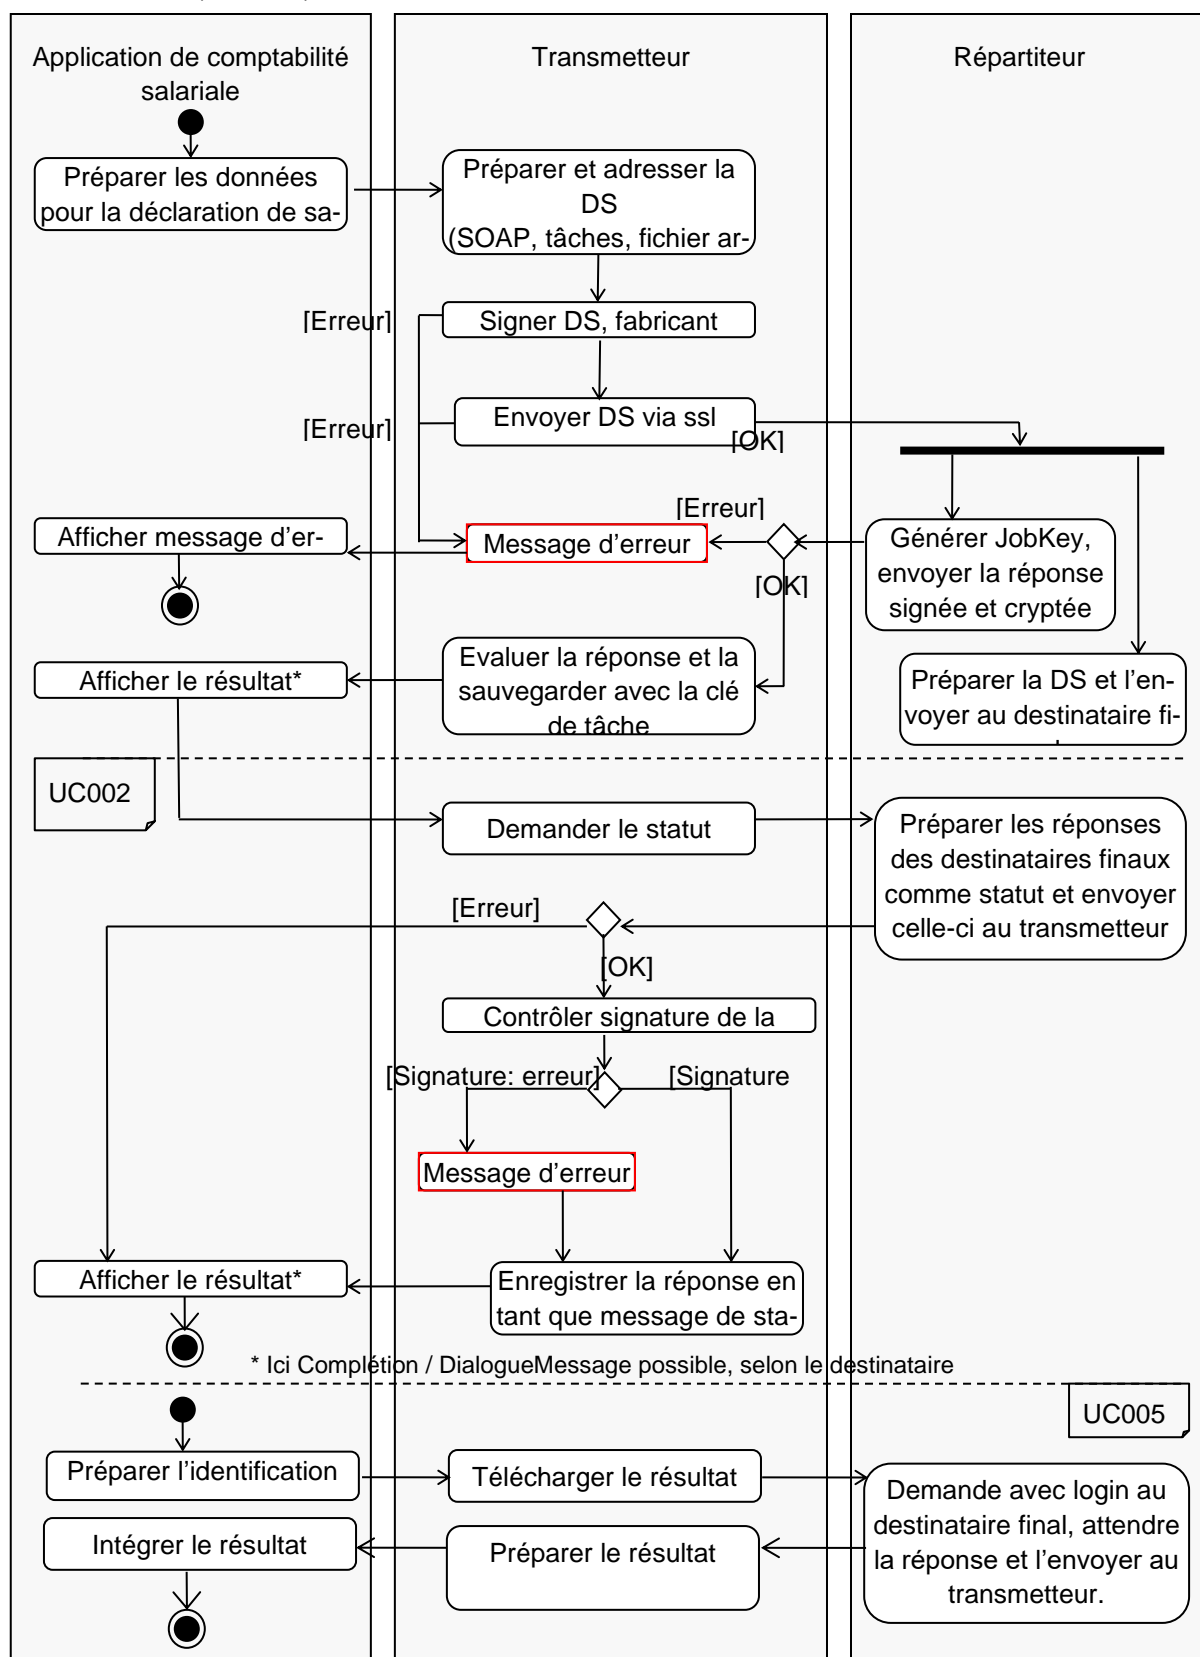 Application de comptabilité
salariale
Transmetteur
Répartiteur
Préparer les données
pour la déclaration de sa-
Préparer et adresser la
DS
(SOAP, tâches, fichier ar-
[Erreur]
Signer DS, fabricant
[Erreur]
Envoyer DS via ssl
[OK]
[Erreur]
Afficher message d'er-
Message d'erreur
Générer JobKey,
envoyer la réponse
signée et cryptée
[OK]
Afficher le résultat*
Evaluer la réponse et la
sauvegarder avec la clé
de tâche
Préparer la DS et l'en-
voyer au destinataire fi-
UC002
Demander le statut
Préparer les réponses
des destinataires finaux
comme statut et envoyer
celle-ci au transmetteur
[Erreur]
[OK]
Contrôler signature de la
[Signature: erreur]
[Signature
Message d'erreur
Afficher le résultat*
Enregistrer la réponse en
tant que message de sta-
* Ici Complétion / DialogueMessage possible, selon le destinataire
UC005
Préparer l'identification
Télécharger le résultat
Demande avec login au
destinataire final, attendre
la réponse et l'envoyer au
transmetteur.
Intégrer le résultat
Préparer le résultat